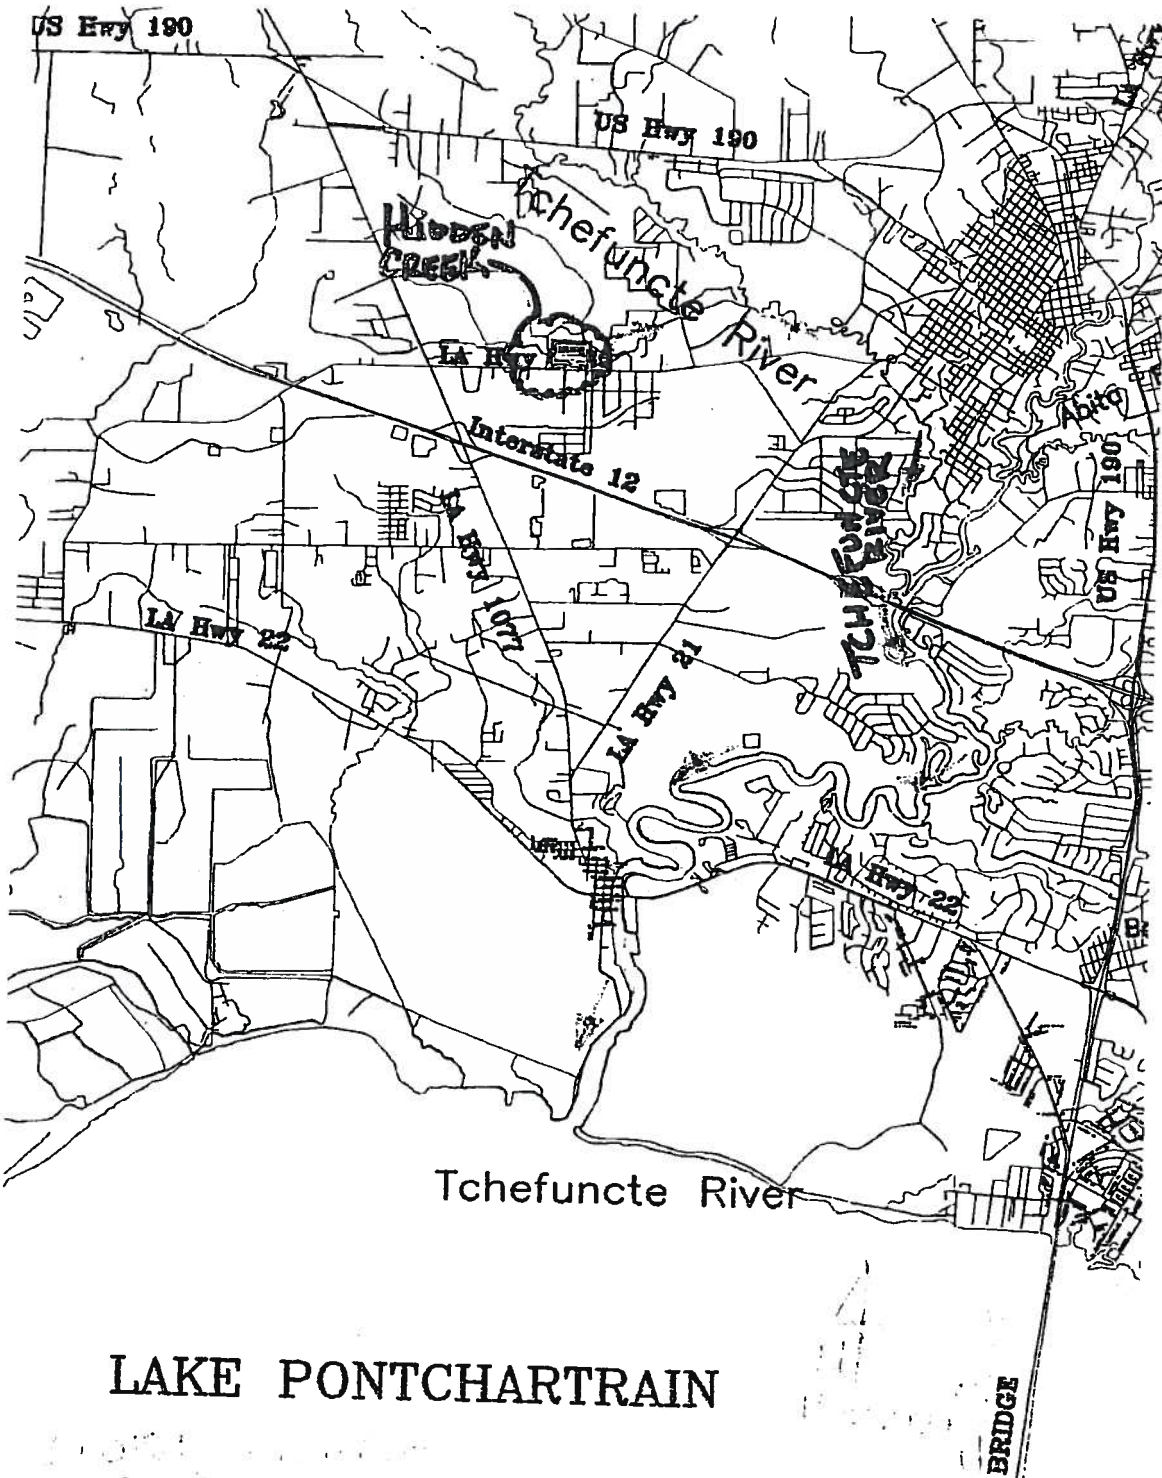 US Hwy 190
US Hwy 190
Tchefuncte River
HIDDEN
CREEK
LA Hwy
Abita
Interstate 12
TCHEFUNCTE
RIVER
US Hwy 190
LA Hwy 1077
LA Hwy 22
LA Hwy 21
LA Hwy 22
Tchefuncte River
LAKE PONTCHARTRAIN
BRIDGE